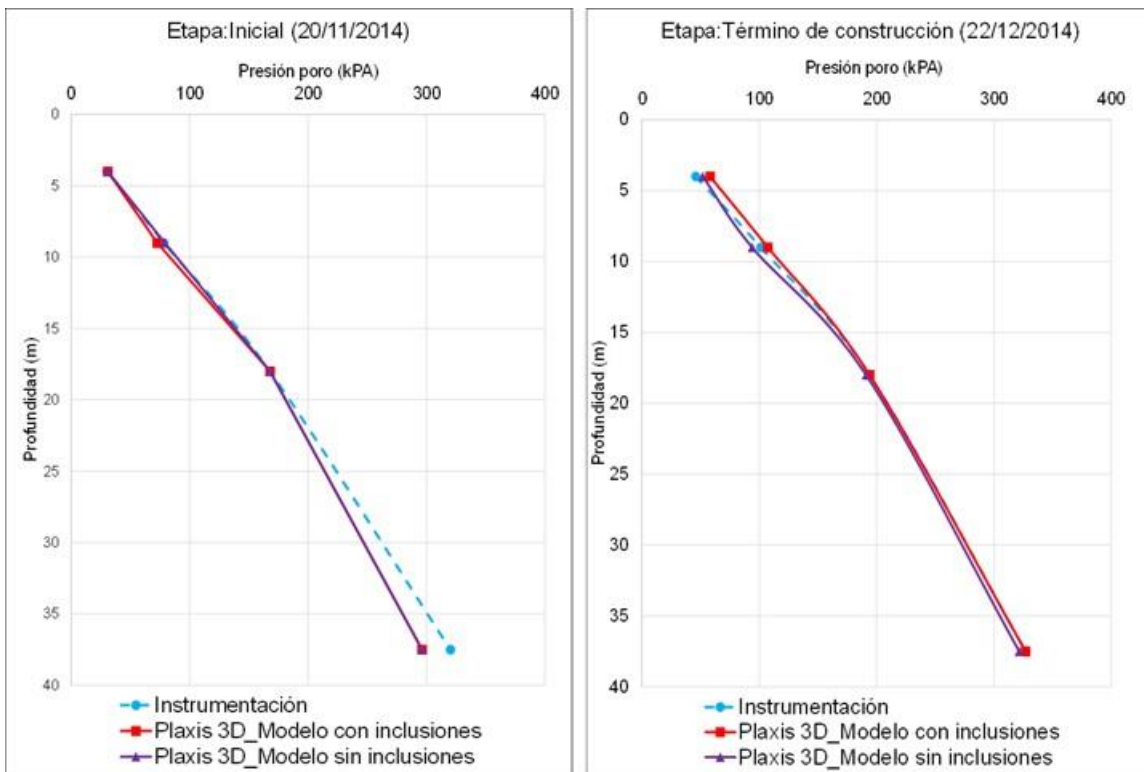 Etapa:Inicial (20/11/2014)
Presión poro (kPA)
0 100 200 300 400
0
5
10
15
20
25
30
35
40
Profundidad (m)
Instrumentación
Plaxis 3D_Modelo con inclusiones
Plaxis 3D_Modelo sin inclusiones
Etapa:Término de construcción (22/12/2014)
Presión poro (kPA)
0 100 200 300 400
0
5
10
15
20
25
30
35
40
Profundidad (m)
Instrumentación
Plaxis 3D_Modelo con inclusiones
Plaxis 3D_Modelo sin inclusiones